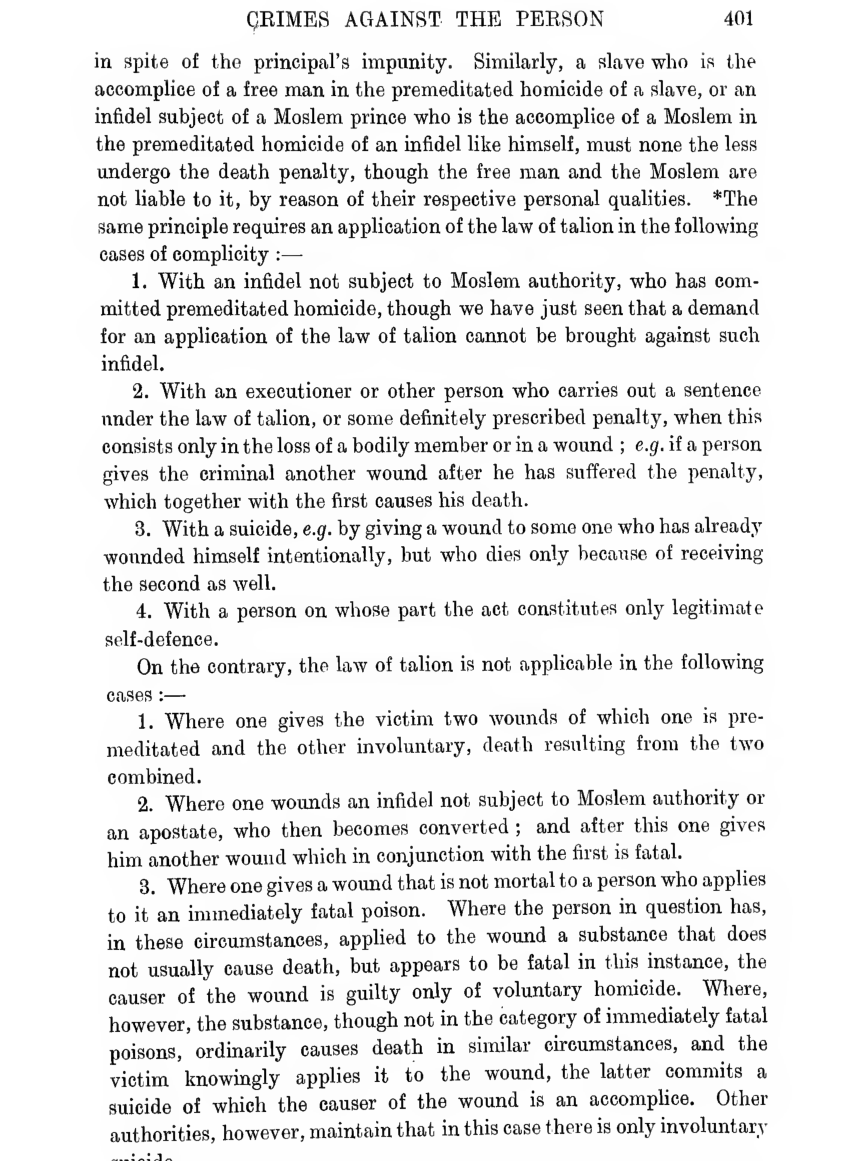 CRIMES AGAINST THE PERSON 401
in spite of the principal's impunity. Similarly, a slave who is the
accomplice of a free man in the premeditated homicide of a slave, or an
infidel subject of a Moslem prince who is the accomplice of a Moslem in
the premeditated homicide of an infidel like himself, must none the less
undergo the death penalty, though the free man and the Moslem are
not liable to it, by reason of their respective personal qualities. *The
same principle requires an application of the law of talion in the following
cases of complicity :—
1. With an infidel not subject to Moslem authority, who has com-
mitted premeditated homicide, though we have just seen that a demand
for an application of the law of talion cannot be brought against such
infidel.
2. With an executioner or other person who carries out a sentence
under the law of talion, or some definitely prescribed penalty, when this
consists only in the loss of a bodily member or in a wound ; e.g. if a person
gives the criminal another wound after he has suffered the penalty,
which together with the first causes his death.
3. With a suicide, e.g. by giving a wound to some one who has already
wounded himself intentionally, but who dies only because of receiving
the second as well.
4. With a person on whose part the act constitutes only legitimate
self-defence.
On the contrary, the law of talion is not applicable in the following
cases :—
1. Where one gives the victim two wounds of which one is pre-
meditated and the other involuntary, death resulting from the two
combined.
2. Where one wounds an infidel not subject to Moslem authority or
an apostate, who then becomes converted ; and after this one gives
him another wound which in conjunction with the first is fatal.
3. Where one gives a wound that is not mortal to a person who applies
to it an immediately fatal poison. Where the person in question has,
in these circumstances, applied to the wound a substance that does
not usually cause death, but appears to be fatal in this instance, the
causer of the wound is guilty only of voluntary homicide. Where,
however, the substance, though not in the category of immediately fatal
poisons, ordinarily causes death in similar circumstances, and the
victim knowingly applies it to the wound, the latter commits a
suicide of which the causer of the wound is an accomplice. Other
authorities, however, maintain that in this case there is only involuntary